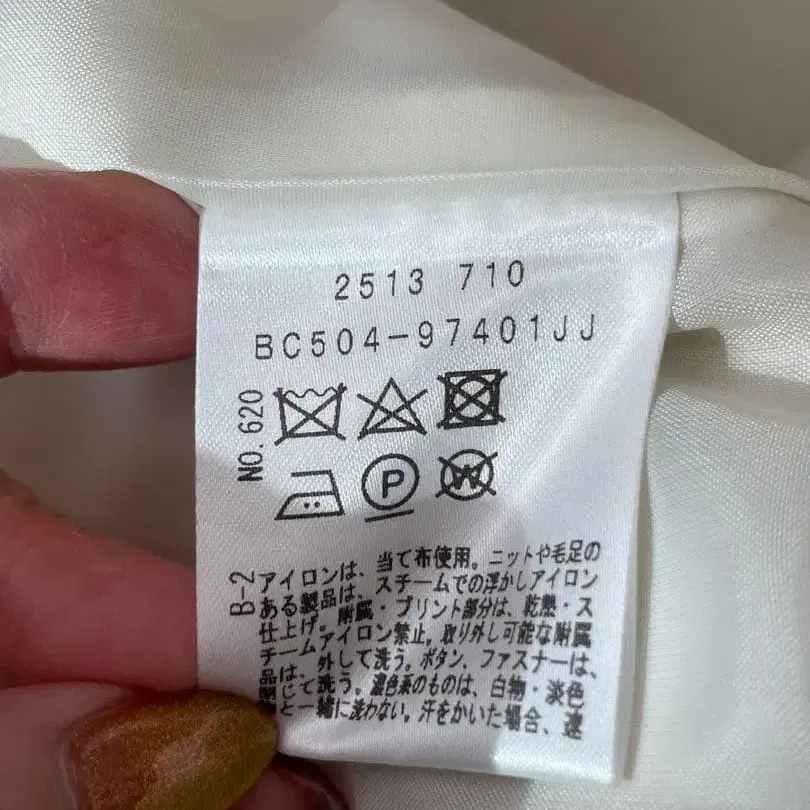 2513 710
BC504-97401JJ
NO.620
P
W
B-2
アイロンは、当て布使用。ニットや毛足の
ある製品は、スチームでの浮かしアイロン
仕上げ。附属・プリント部分は、乾熱・ス
チームアイロン禁止。取り外し可能な附属
品は、外して洗う。ボタン、ファスナーは、
閉じて洗う。濃色系のものは、白物・淡色
と一緒に洗わない。汗をかいた場合、速